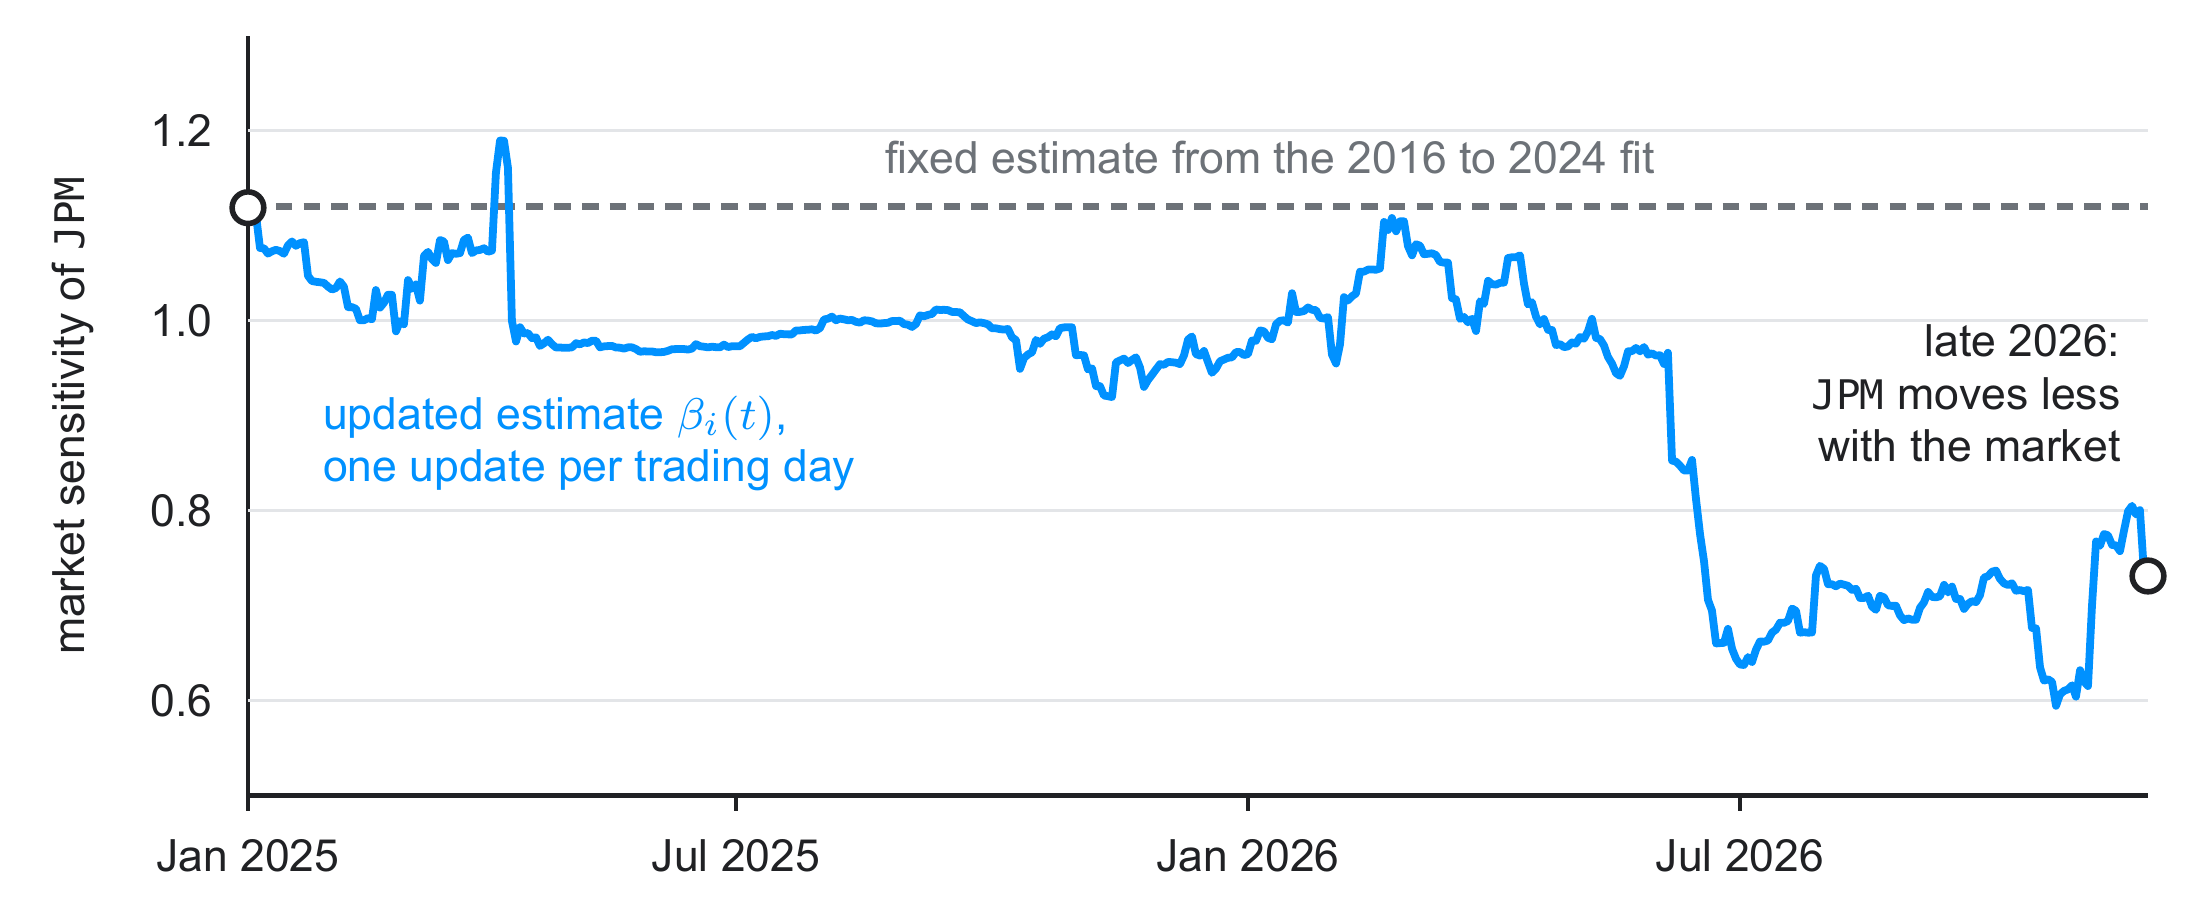 market sensitivity of JPM
1.2
1.0
0.8
0.6
fixed estimate from the 2016 to 2024 fit
updated estimate βᵢ(t),
one update per trading day
late 2026:
JPM moves less
with the market
Jan 2025
Jul 2025
Jan 2026
Jul 2026